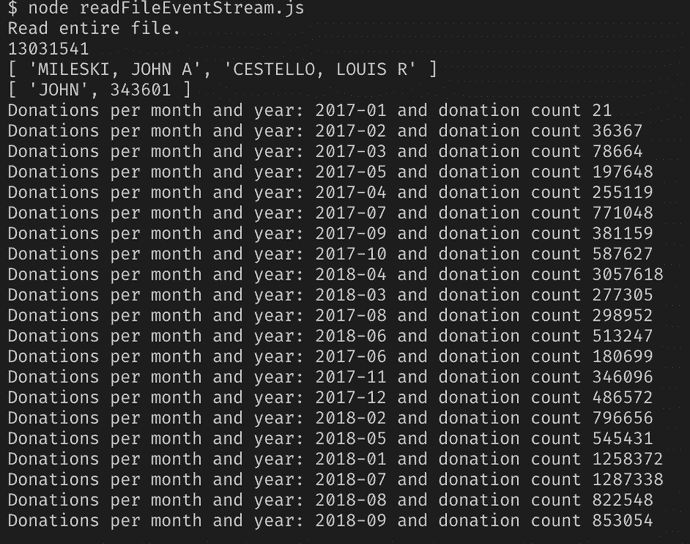 $ node readFileEventStream.js
Read entire file.
13031541
[ 'MILESKI, JOHN A', 'CESTELLO, LOUIS R' ]
[ 'JOHN', 343601 ]
Donations per month and year: 2017-01 and donation count 21
Donations per month and year: 2017-02 and donation count 36367
Donations per month and year: 2017-03 and donation count 78664
Donations per month and year: 2017-05 and donation count 197648
Donations per month and year: 2017-04 and donation count 255119
Donations per month and year: 2017-07 and donation count 771048
Donations per month and year: 2017-09 and donation count 381159
Donations per month and year: 2017-10 and donation count 587627
Donations per month and year: 2018-04 and donation count 3057618
Donations per month and year: 2018-03 and donation count 277305
Donations per month and year: 2017-08 and donation count 298952
Donations per month and year: 2018-06 and donation count 513247
Donations per month and year: 2017-06 and donation count 180699
Donations per month and year: 2017-11 and donation count 346096
Donations per month and year: 2017-12 and donation count 486572
Donations per month and year: 2018-02 and donation count 796656
Donations per month and year: 2018-05 and donation count 545431
Donations per month and year: 2018-01 and donation count 1258372
Donations per month and year: 2018-07 and donation count 1287338
Donations per month and year: 2018-08 and donation count 822548
Donations per month and year: 2018-09 and donation count 853054